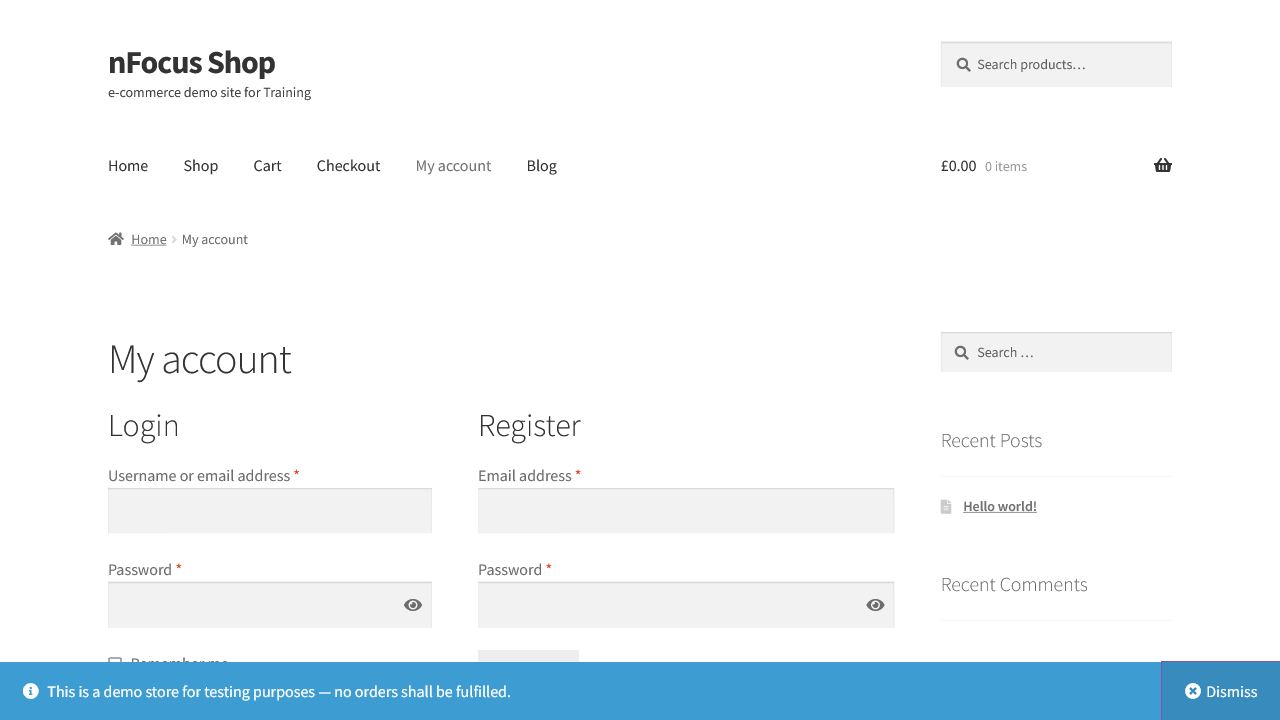 nFocus Shop
e-commerce demo site for Training
Search products…
Home
Shop
Cart
Checkout
My account
Blog
£0.00 0 items
Home
My account
My account
Login
Username or email address *
Password *
Remember me
Register
Email address *
Password *
Search …
Recent Posts
Hello world!
Recent Comments
This is a demo store for testing purposes — no orders shall be fulfilled.
Dismiss